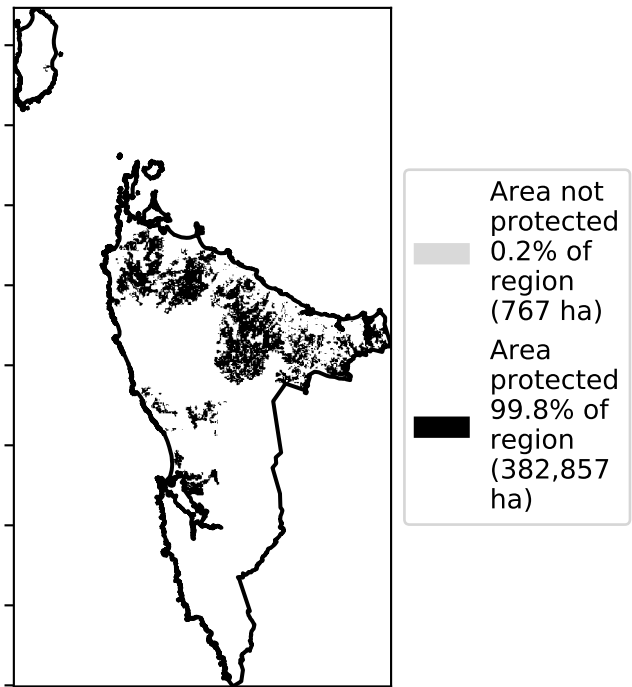 Area not
protected
0.2% of
region
(767 ha)
Area
protected
99.8% of
region
(382,857
ha)